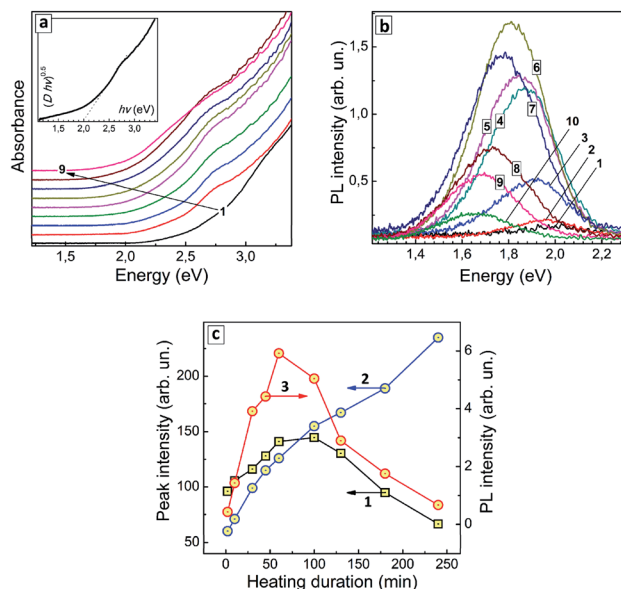 a
(D hν)^0.5
hν (eV)
1,5 2,0 2,5 3,0
9
1
Absorbance
1,5 2,0 2,5 3,0
Energy (eV)
b
PL intensity (arb. un.)
1,5
1,0
0,5
6
5 4 7
10
3
2
1
8
9
1,4 1,6 1,8 2,0 2,2
Energy (eV)
c
Peak intensity (arb. un.)
200
150
100
50
3
2
1
6
4
2
0
PL intensity (arb. un.)
0 50 100 150 200 250
Heating duration (min)